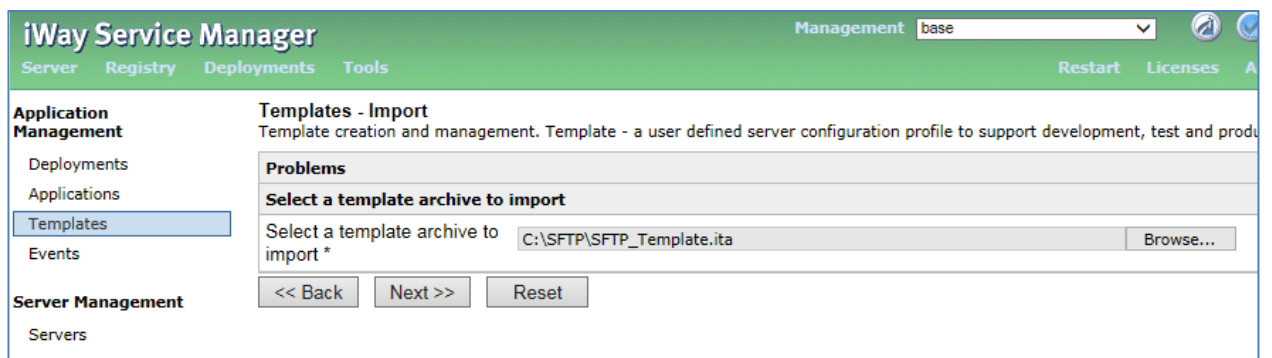 iWay Service Manager
Management base
Server Registry Deployments Tools
Restart Licenses A
Application
Management
Deployments
Applications
Templates
Events
Server Management
Servers
Templates - Import
Template creation and management. Template - a user defined server configuration profile to support development, test and produ
Problems
Select a template archive to import
Select a template archive to
import *
C:\SFTP\SFTP_Template.ita
Browse...
<< Back Next >> Reset